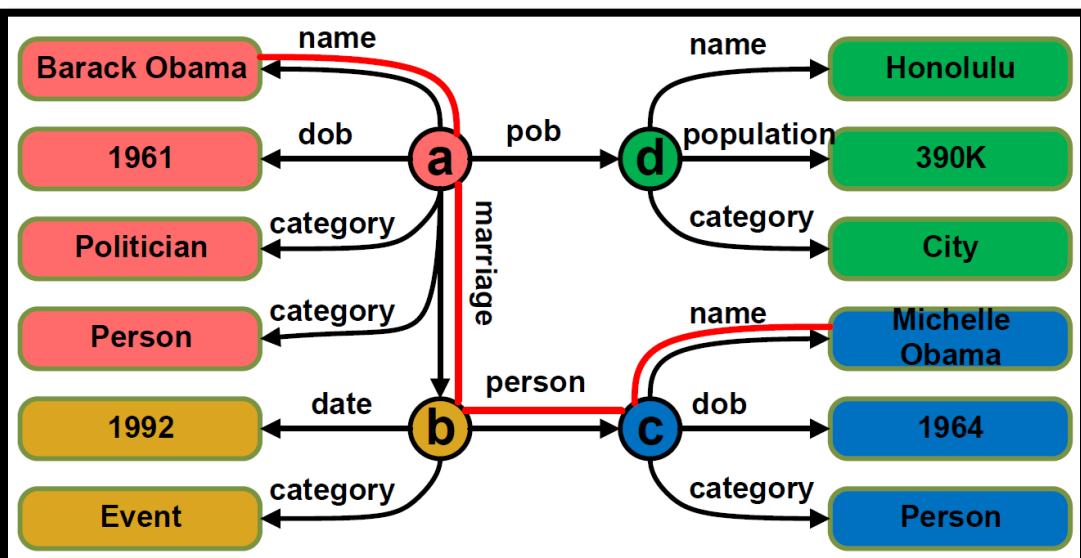 name
name
Barack Obama
Honolulu
dob
pob
population
1961
a
d
390K
category
category
Politician
City
marriage
category
name
Person
Michelle
Obama
person
date
dob
1992
b
c
1964
category
category
Event
Person